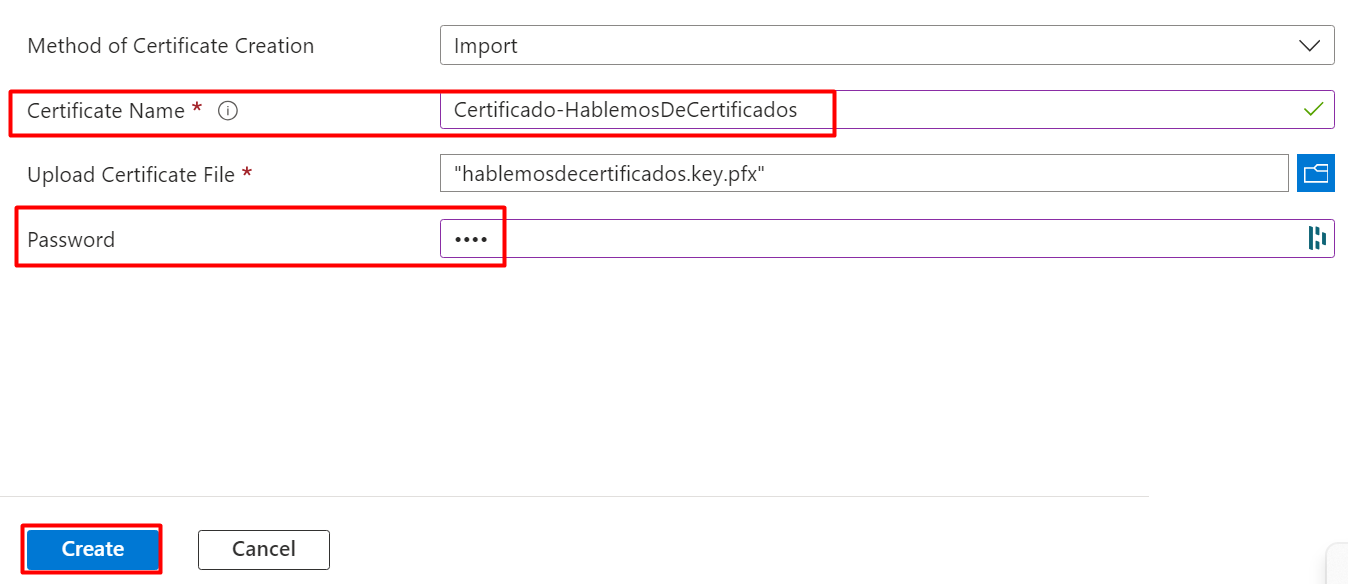 Method of Certificate Creation Import
Certificate Name * Certificado-HablemosDeCertificados
Upload Certificate File * "hablemosdecertificados.key.pfx"
Password ••••
Create Cancel